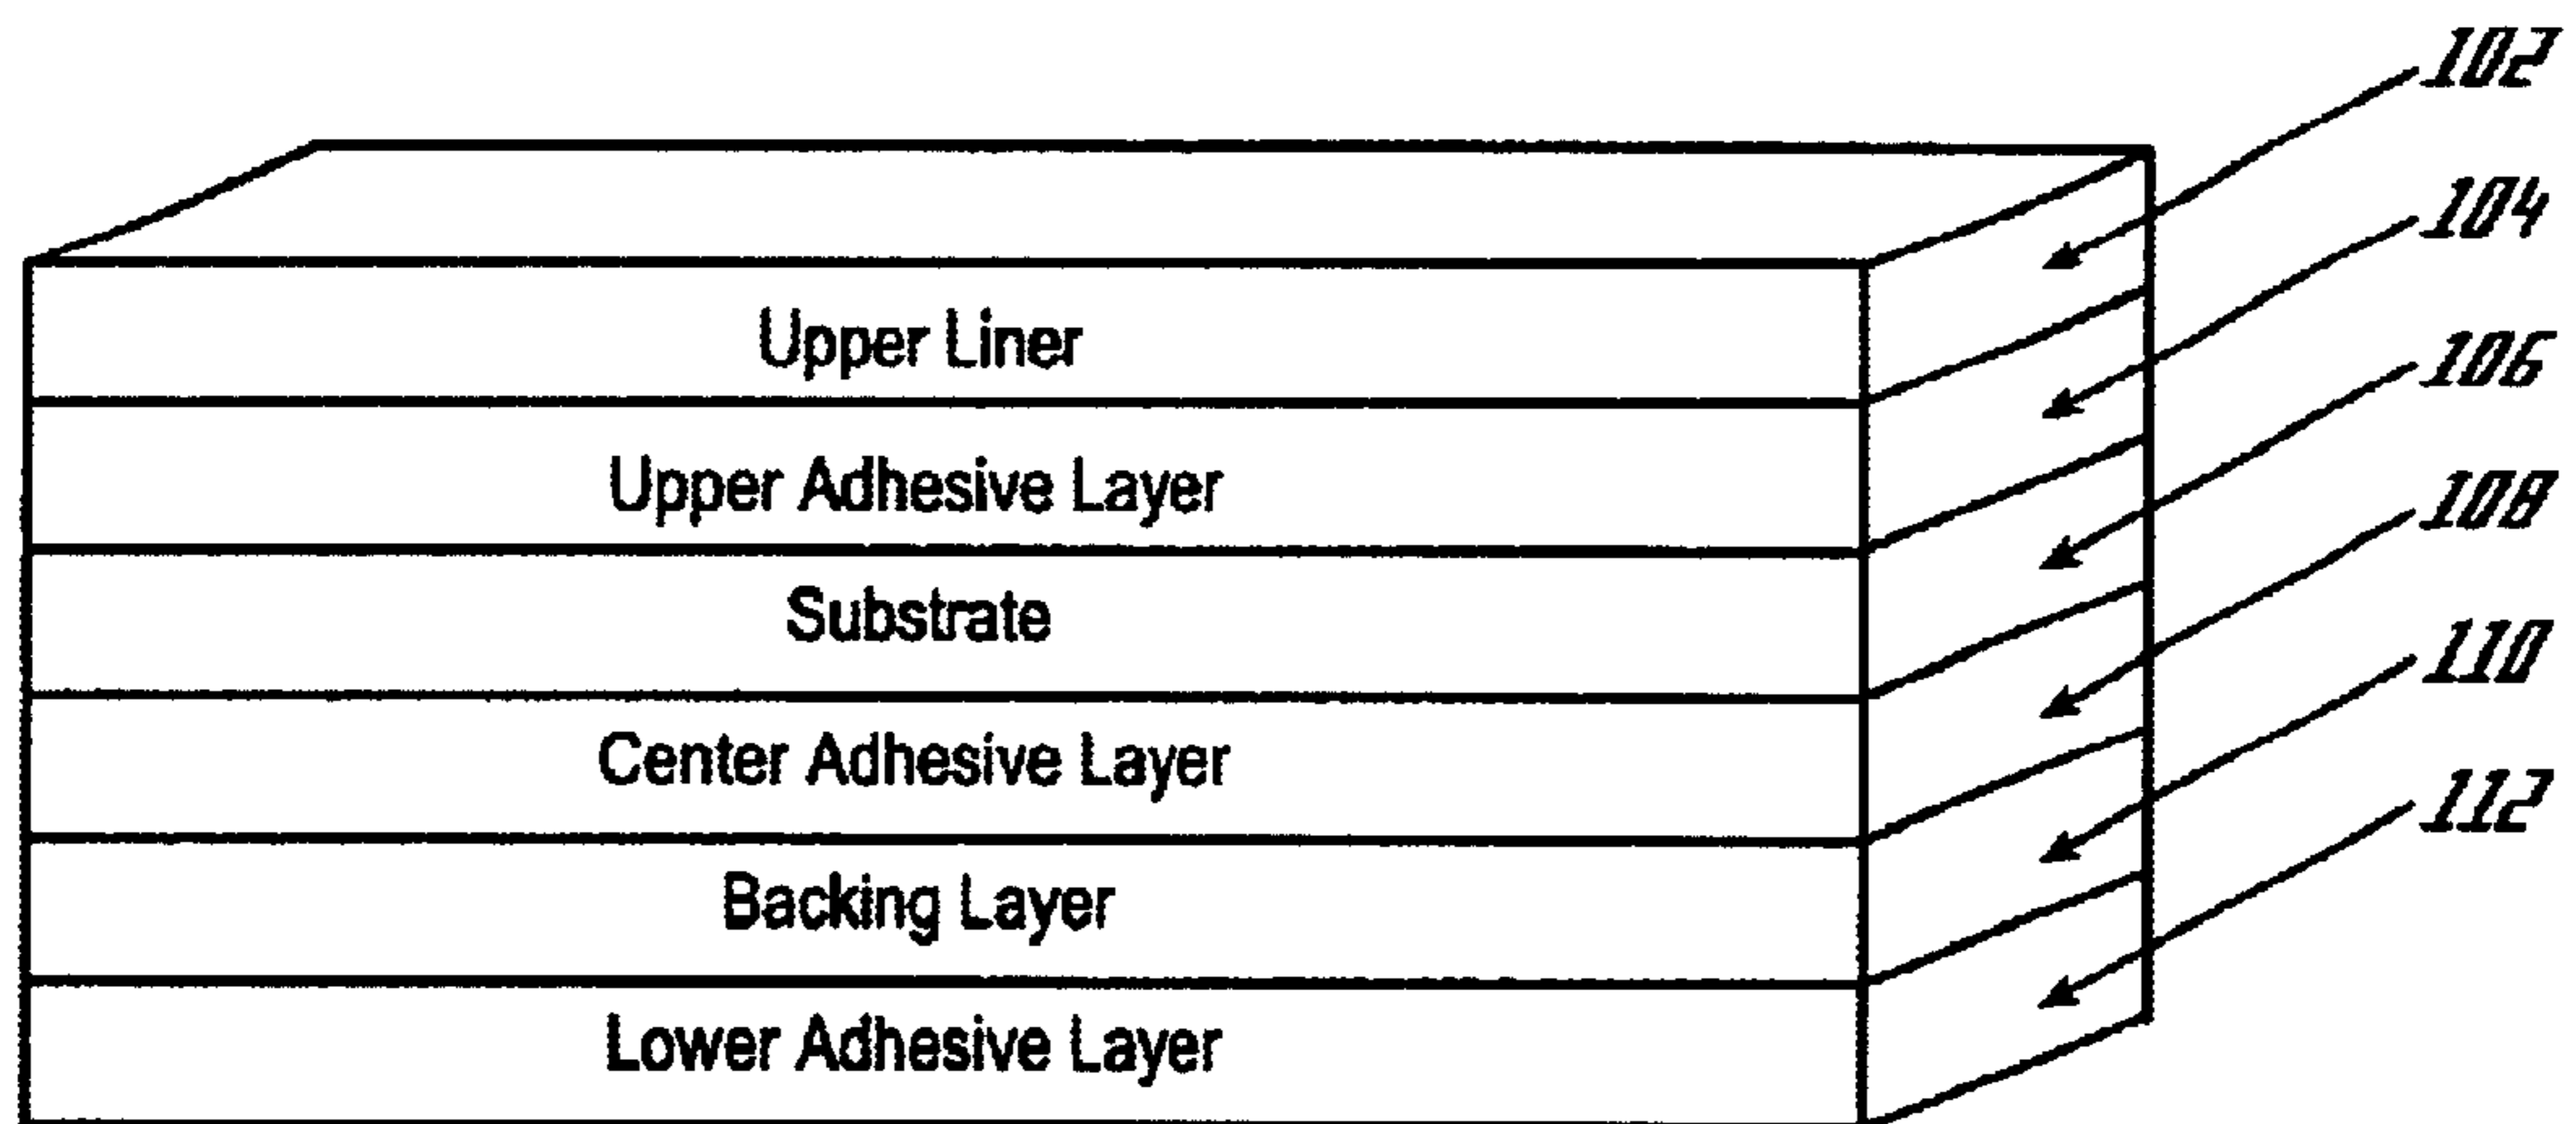 102
104
Upper Liner
106
Upper Adhesive Layer
108
Substrate
110
Center Adhesive Layer
112
Backing Layer
Lower Adhesive Layer